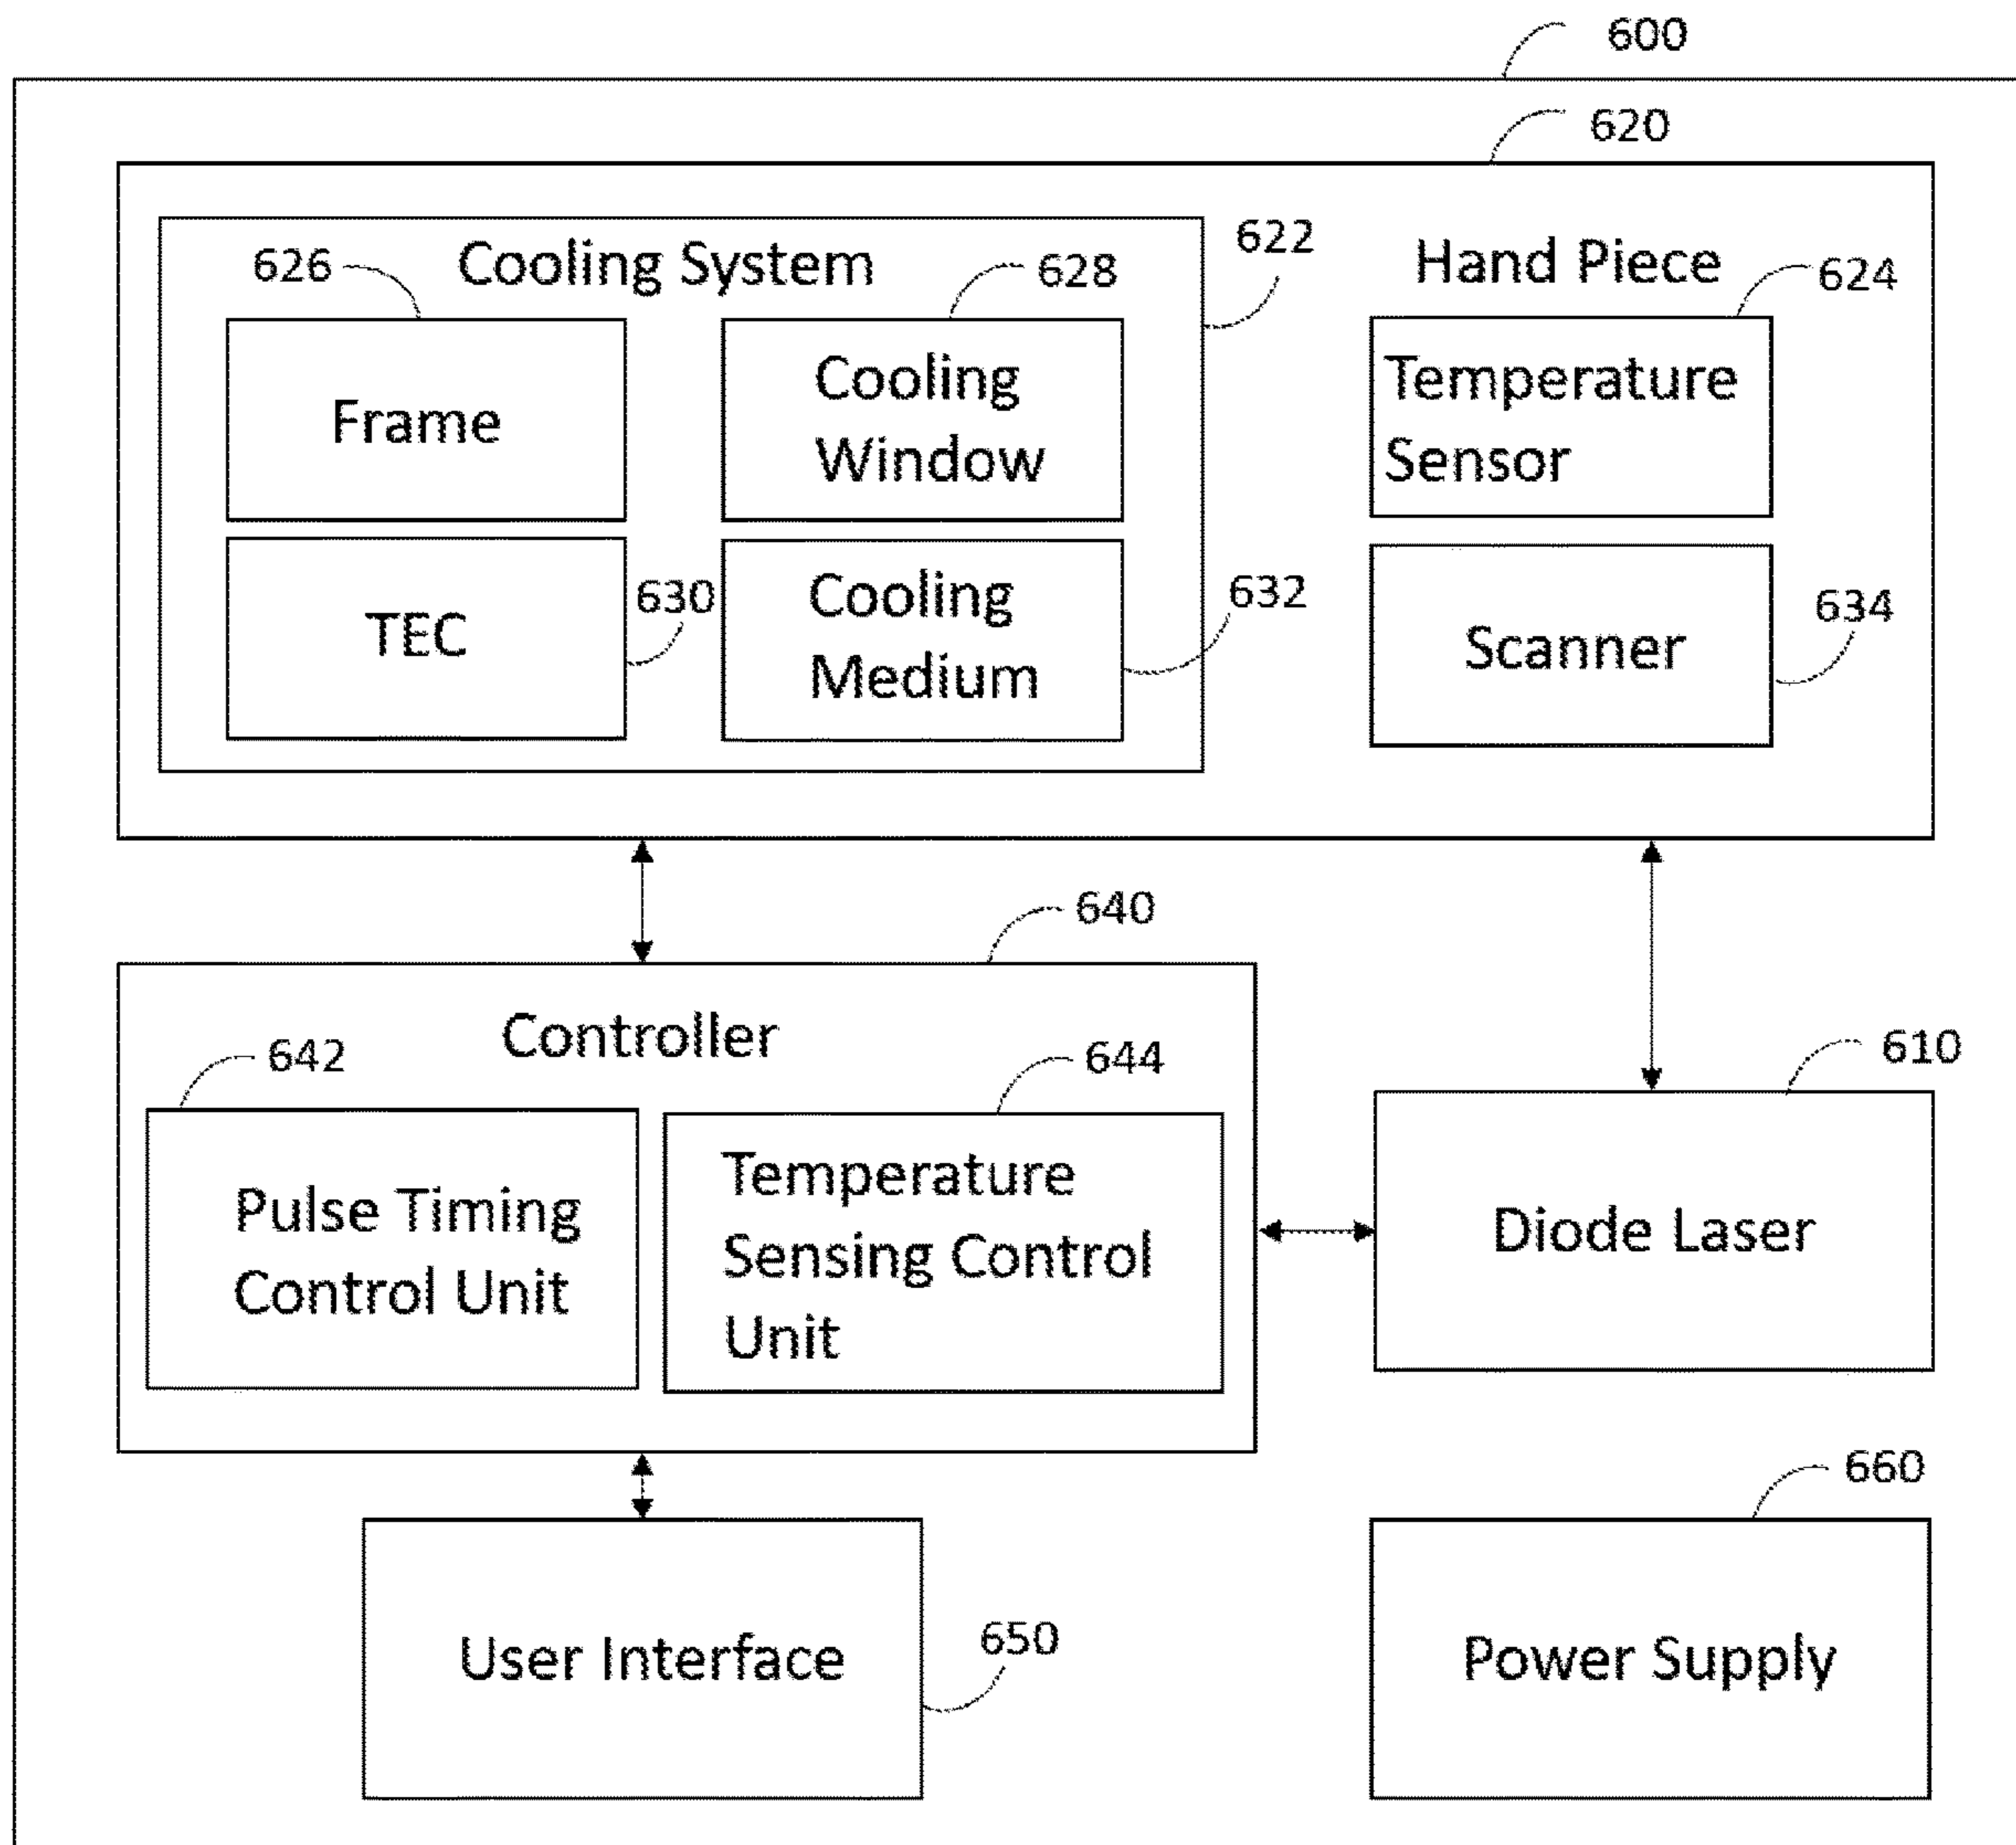 600
620
626
Cooling System
628
622
Hand Piece
624
Frame
Cooling
Window
Temperature
Sensor
TEC
630
Cooling
Medium
632
Scanner
634
640
Controller
642
644
610
Pulse Timing
Control Unit
Temperature
Sensing Control
Unit
Diode Laser
660
User Interface
650
Power Supply